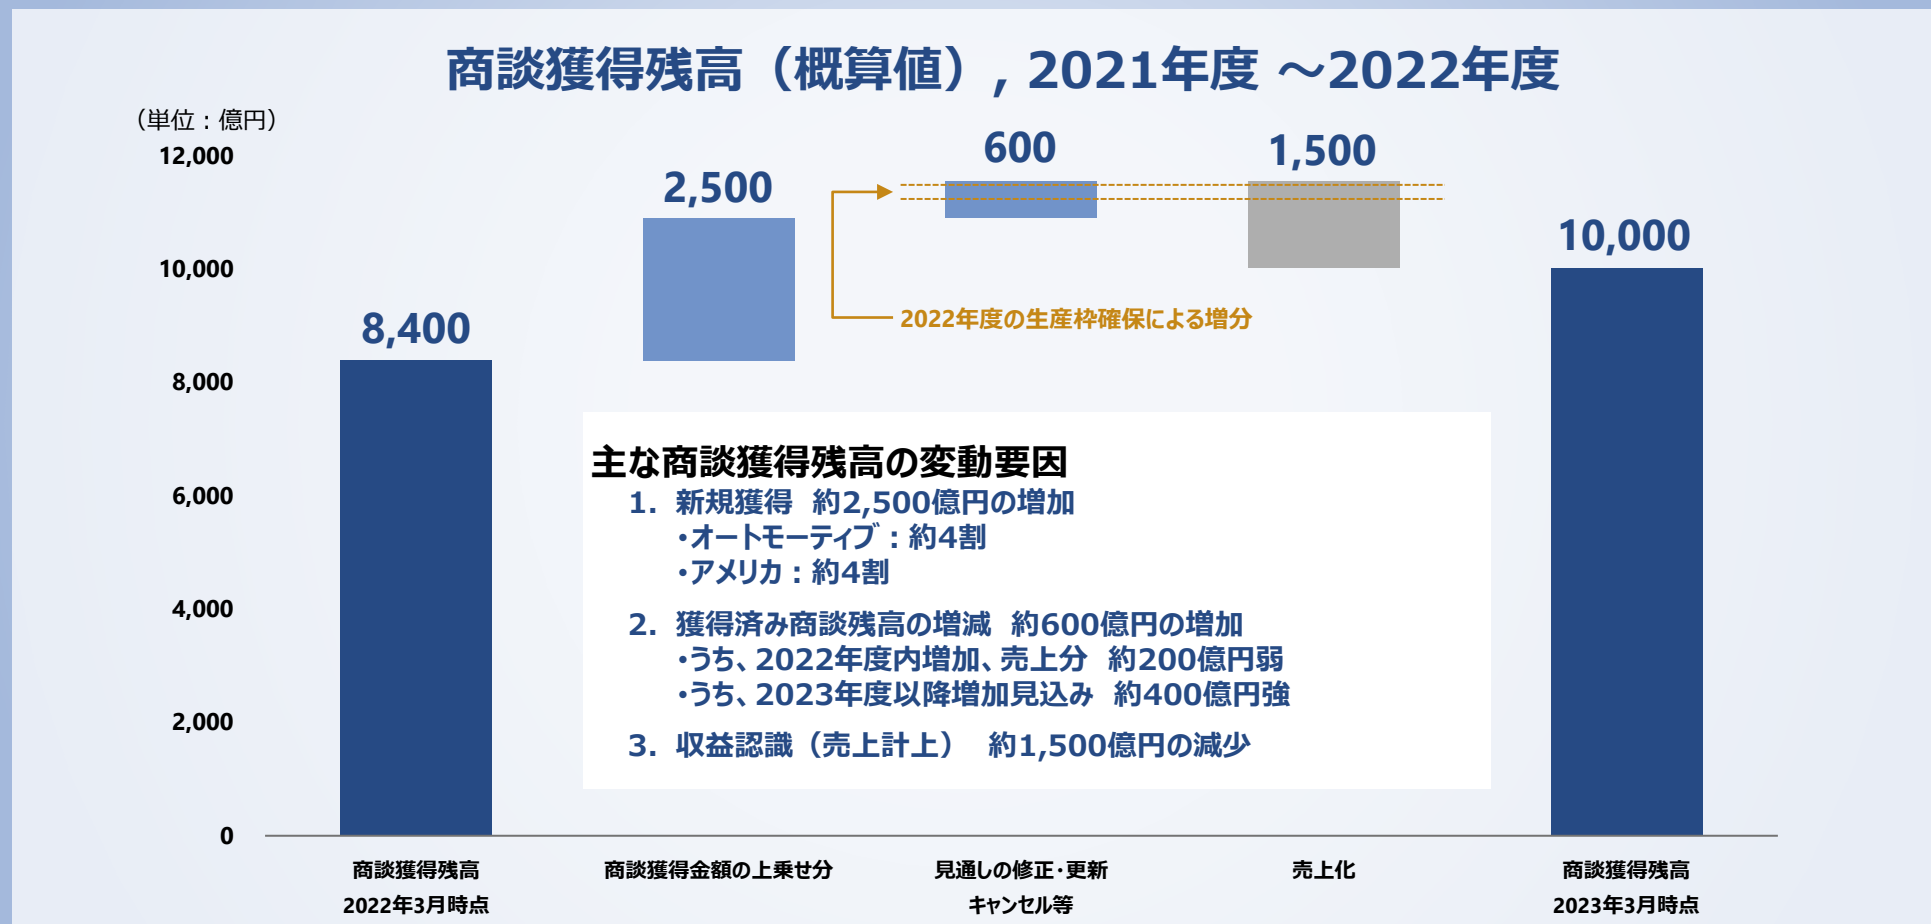 商談獲得残高（概算値）, 2021年度 ～2022年度
（単位：億円）
12,000
10,000
8,000
6,000
4,000
2,000
0
8,400
2,500
600
1,500
10,000
2022年度の生産枠確保による増分
主な商談獲得残高の変動要因
1. 新規獲得 約2,500億円の増加
・オートモーティブ：約4割
・アメリカ：約4割
2. 獲得済み商談残高の増減 約600億円の増加
・うち、2022年度内増加、売上分 約200億円弱
・うち、2023年度以降増加見込み 約400億円強
3. 収益認識（売上計上） 約1,500億円の減少
商談獲得残高
2022年3月時点
商談獲得金額の上乗せ分
見通しの修正・更新
キャンセル等
売上化
商談獲得残高
2023年3月時点